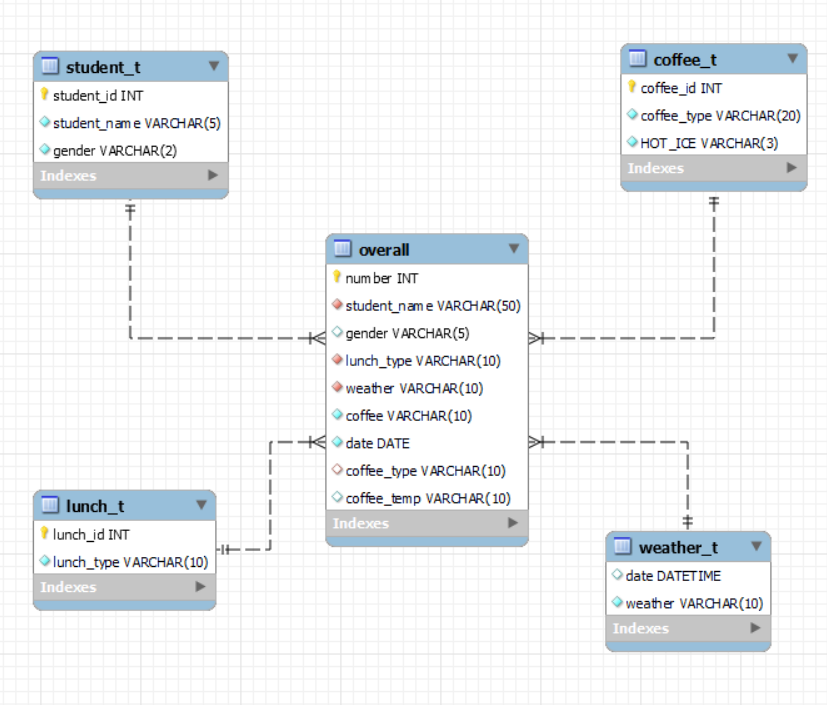 student_t
student_id INT
student_name VARCHAR(5)
gender VARCHAR(2)
Indexes
coffee_t
coffee_id INT
coffee_type VARCHAR(20)
HOT_ICE VARCHAR(3)
Indexes
overall
number INT
student_name VARCHAR(50)
gender VARCHAR(5)
lunch_type VARCHAR(10)
weather VARCHAR(10)
coffee VARCHAR(10)
date DATE
coffee_type VARCHAR(10)
coffee_temp VARCHAR(10)
Indexes
lunch_t
lunch_id INT
lunch_type VARCHAR(10)
Indexes
weather_t
date DATETIME
weather VARCHAR(10)
Indexes